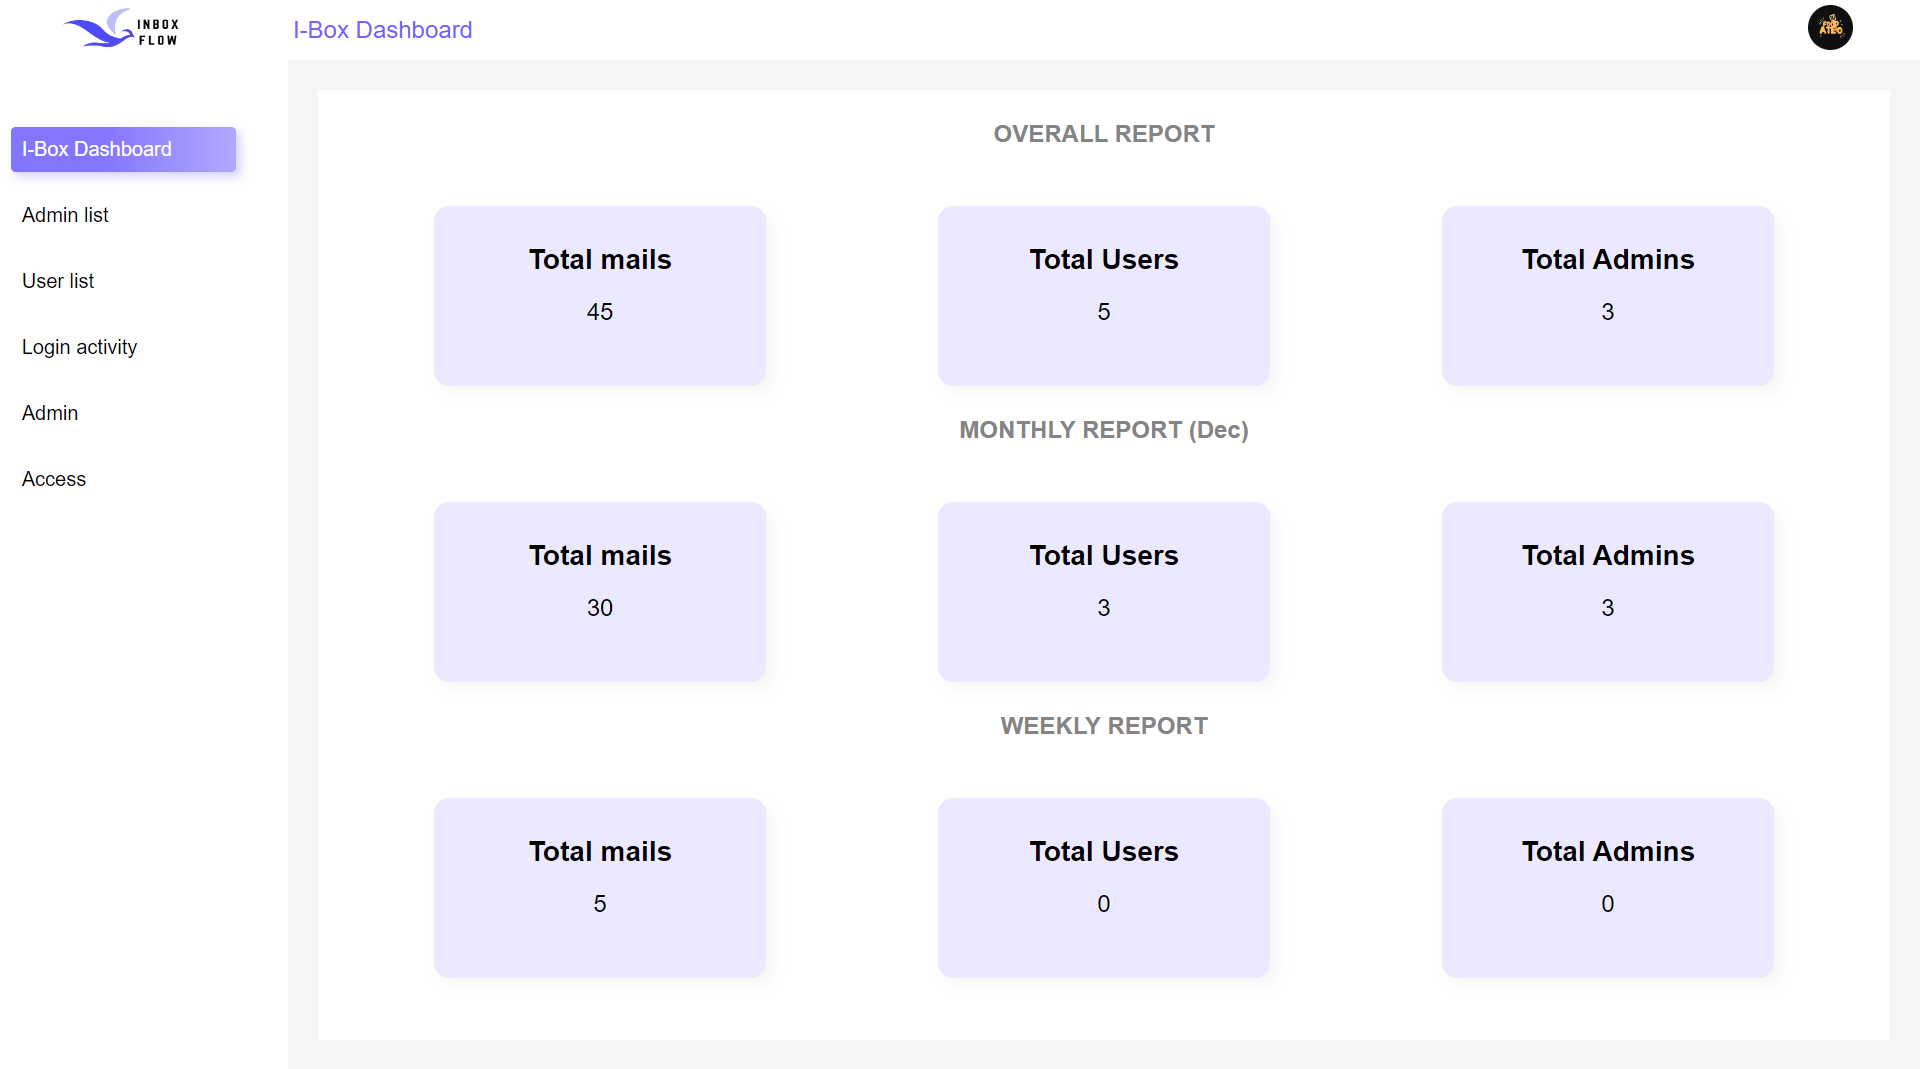 INBOX
FLOW
I-Box Dashboard
FOOD
ATEO
I-Box Dashboard
Admin list
User list
Login activity
Admin
Access
OVERALL REPORT
Total mails
45
Total Users
5
Total Admins
3
MONTHLY REPORT (Dec)
Total mails
30
Total Users
3
Total Admins
3
WEEKLY REPORT
Total mails
5
Total Users
0
Total Admins
0